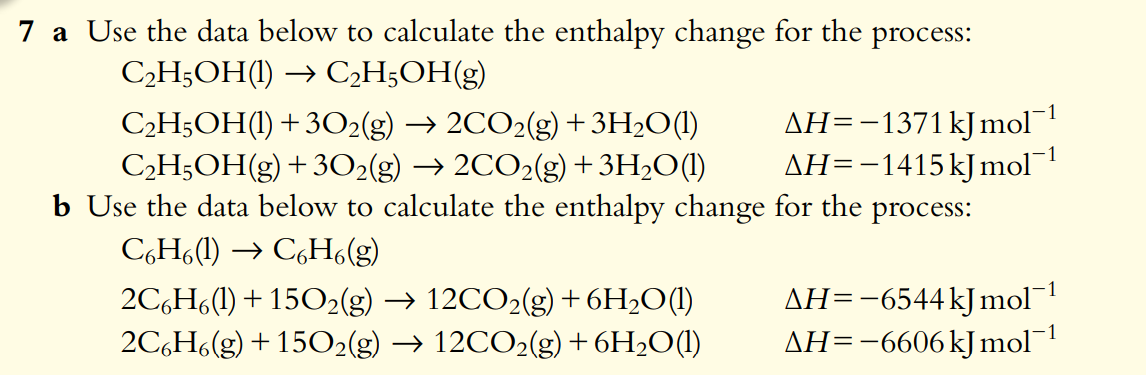 7 a Use the data below to calculate the enthalpy change for the process:
C₂H₅OH(l) → C₂H₅OH(g)
C₂H₅OH(l) + 3O₂(g) → 2CO₂(g) + 3H₂O(l) ΔH = −1371 kJ mol⁻¹
C₂H₅OH(g) + 3O₂(g) → 2CO₂(g) + 3H₂O(l) ΔH = −1415 kJ mol⁻¹
b Use the data below to calculate the enthalpy change for the process:
C₆H₆(l) → C₆H₆(g)
2C₆H₆(l) + 15O₂(g) → 12CO₂(g) + 6H₂O(l) ΔH = −6544 kJ mol⁻¹
2C₆H₆(g) + 15O₂(g) → 12CO₂(g) + 6H₂O(l) ΔH = −6606 kJ mol⁻¹